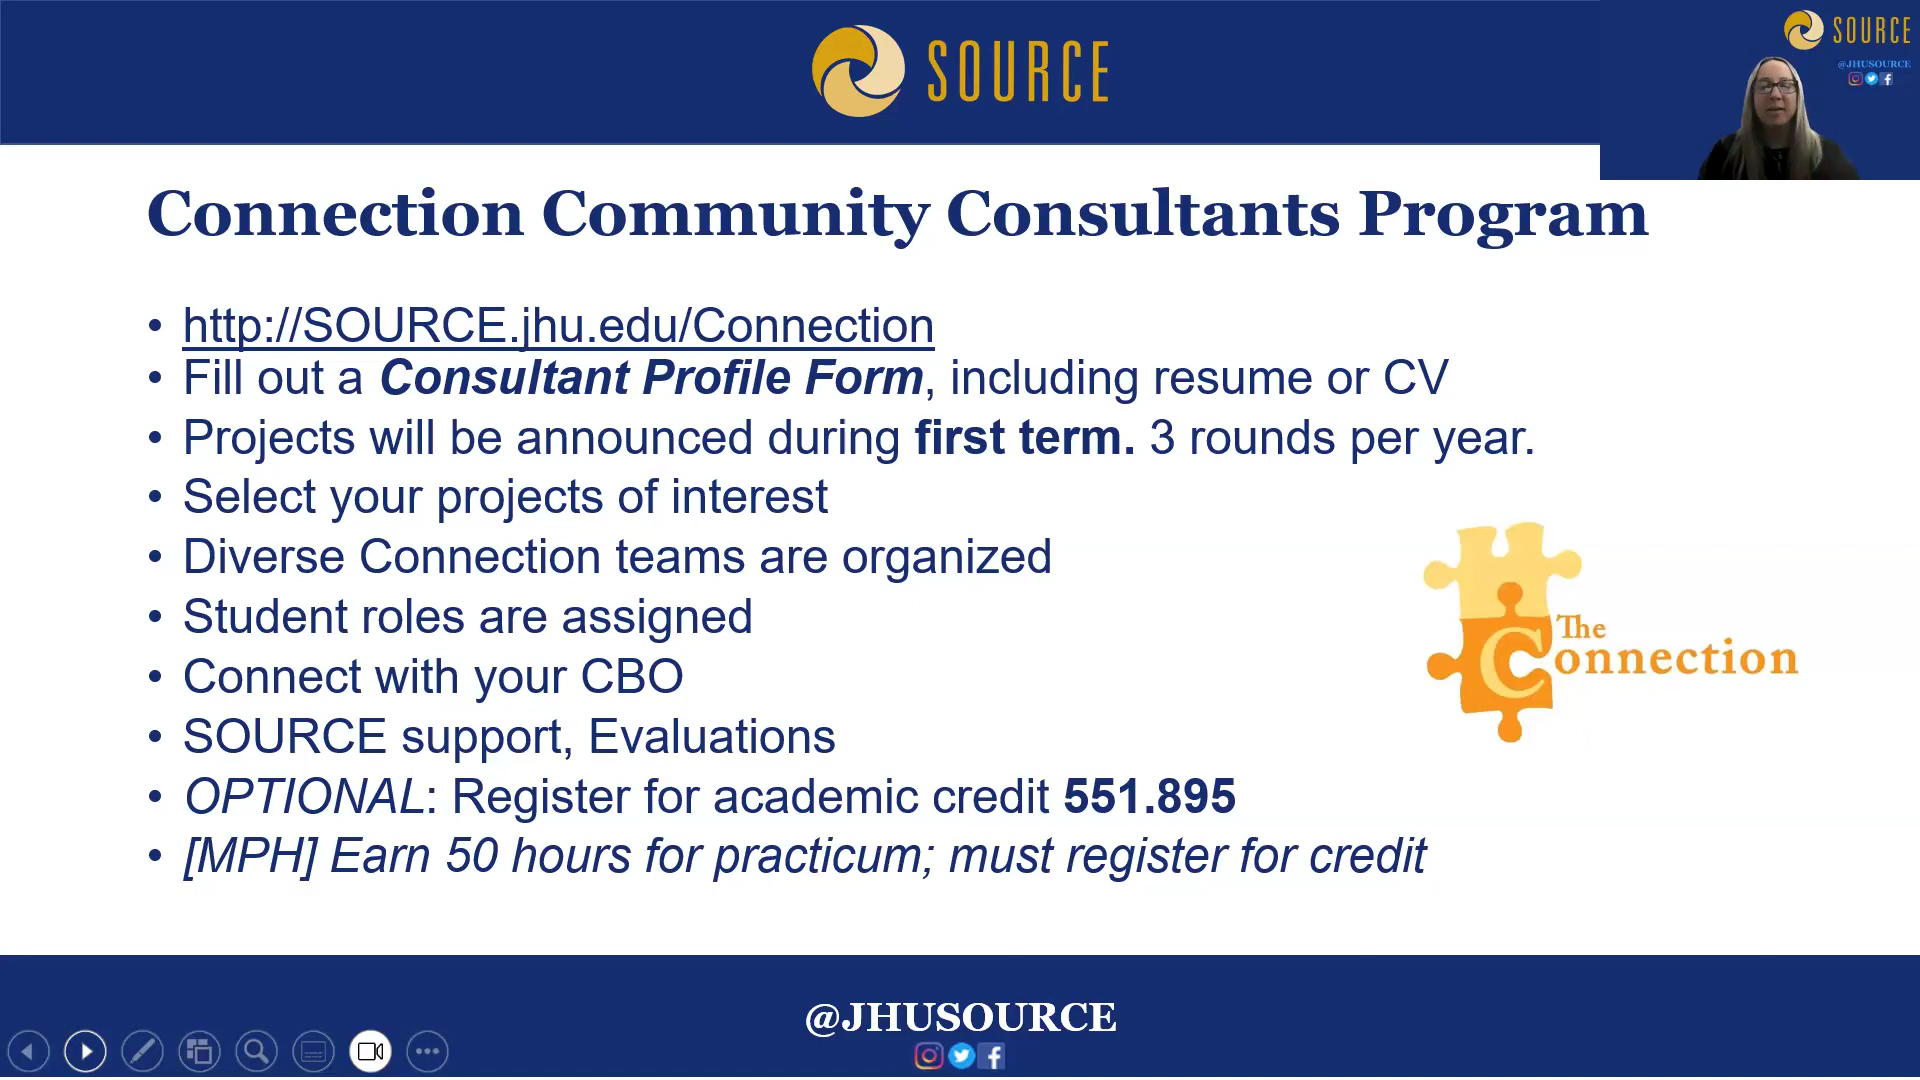 SOURCE
SOURCE
@JHUSOURCE
Connection Community Consultants Program
• http://SOURCE.jhu.edu/Connection
• Fill out a Consultant Profile Form, including resume or CV
• Projects will be announced during first term. 3 rounds per year.
• Select your projects of interest
• Diverse Connection teams are organized
• Student roles are assigned
• Connect with your CBO
• SOURCE support, Evaluations
• OPTIONAL: Register for academic credit 551.895
• [MPH] Earn 50 hours for practicum; must register for credit
The
Connection
@JHUSOURCE